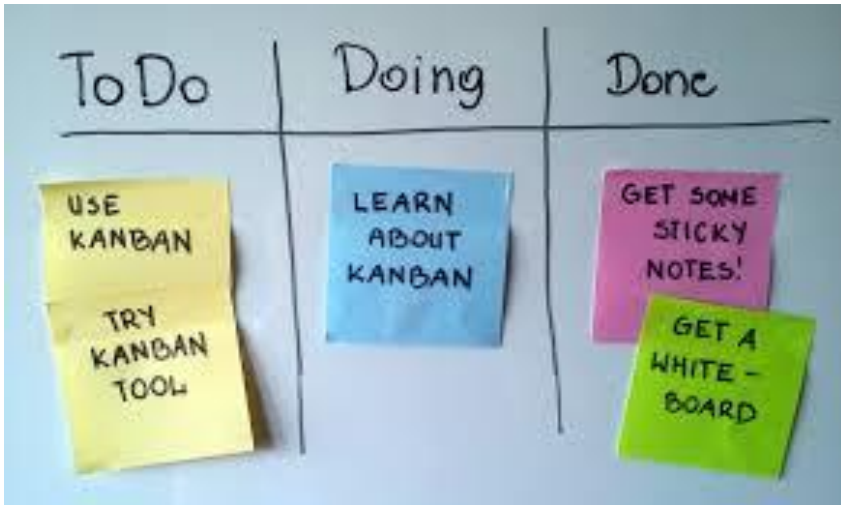 To Do
Doing
Done
USE
KANBAN
TRY
KANBAN
TOOL
LEARN
ABOUT
KANBAN
GET SOME
STICKY
NOTES!
GET A
WHITE-
BOARD